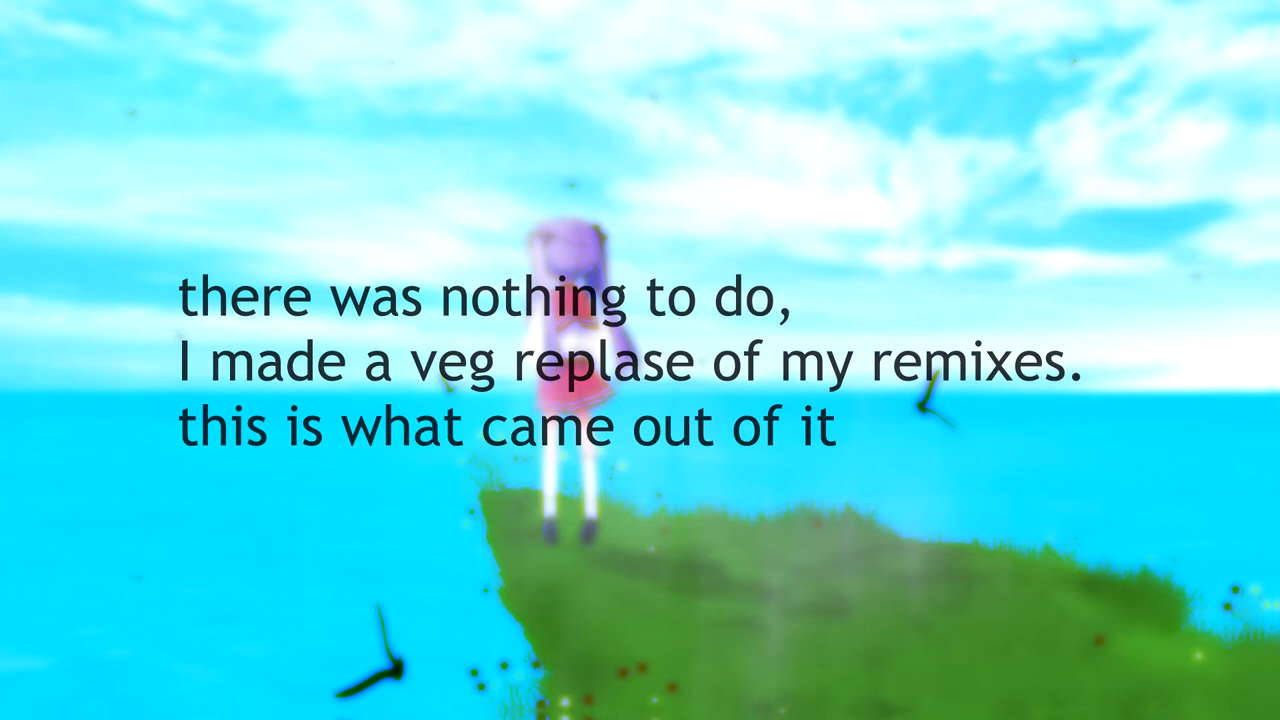 there was nothing to do,
I made a veg replase of my remixes.
this is what came out of it